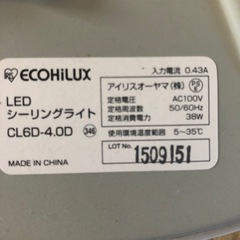 ECOHiLUX
LED
シーリングライト
CL6D-4.0D 346
MADE IN CHINA
入力電流 0.43A
アイリスオーヤマ(株) PSE
定格電圧 AC100V
定格周波数 50/60Hz
定格消費電力 38W
使用環境温度範囲 5~35℃
LOT 1509151